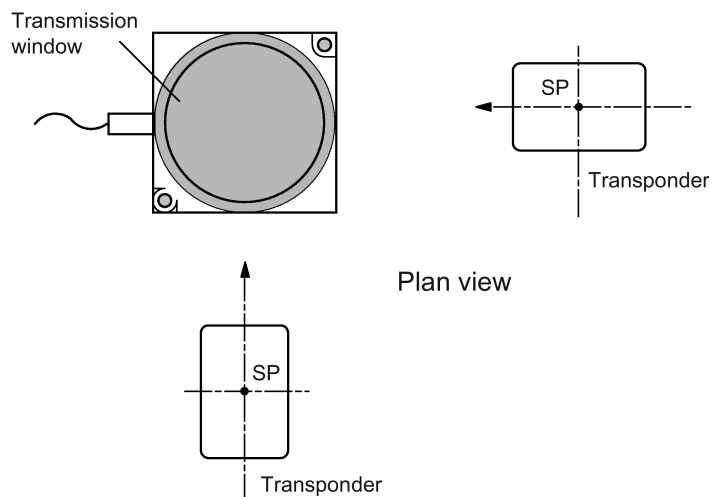 Transmission
window
SP
Transponder
Plan view
SP
Transponder